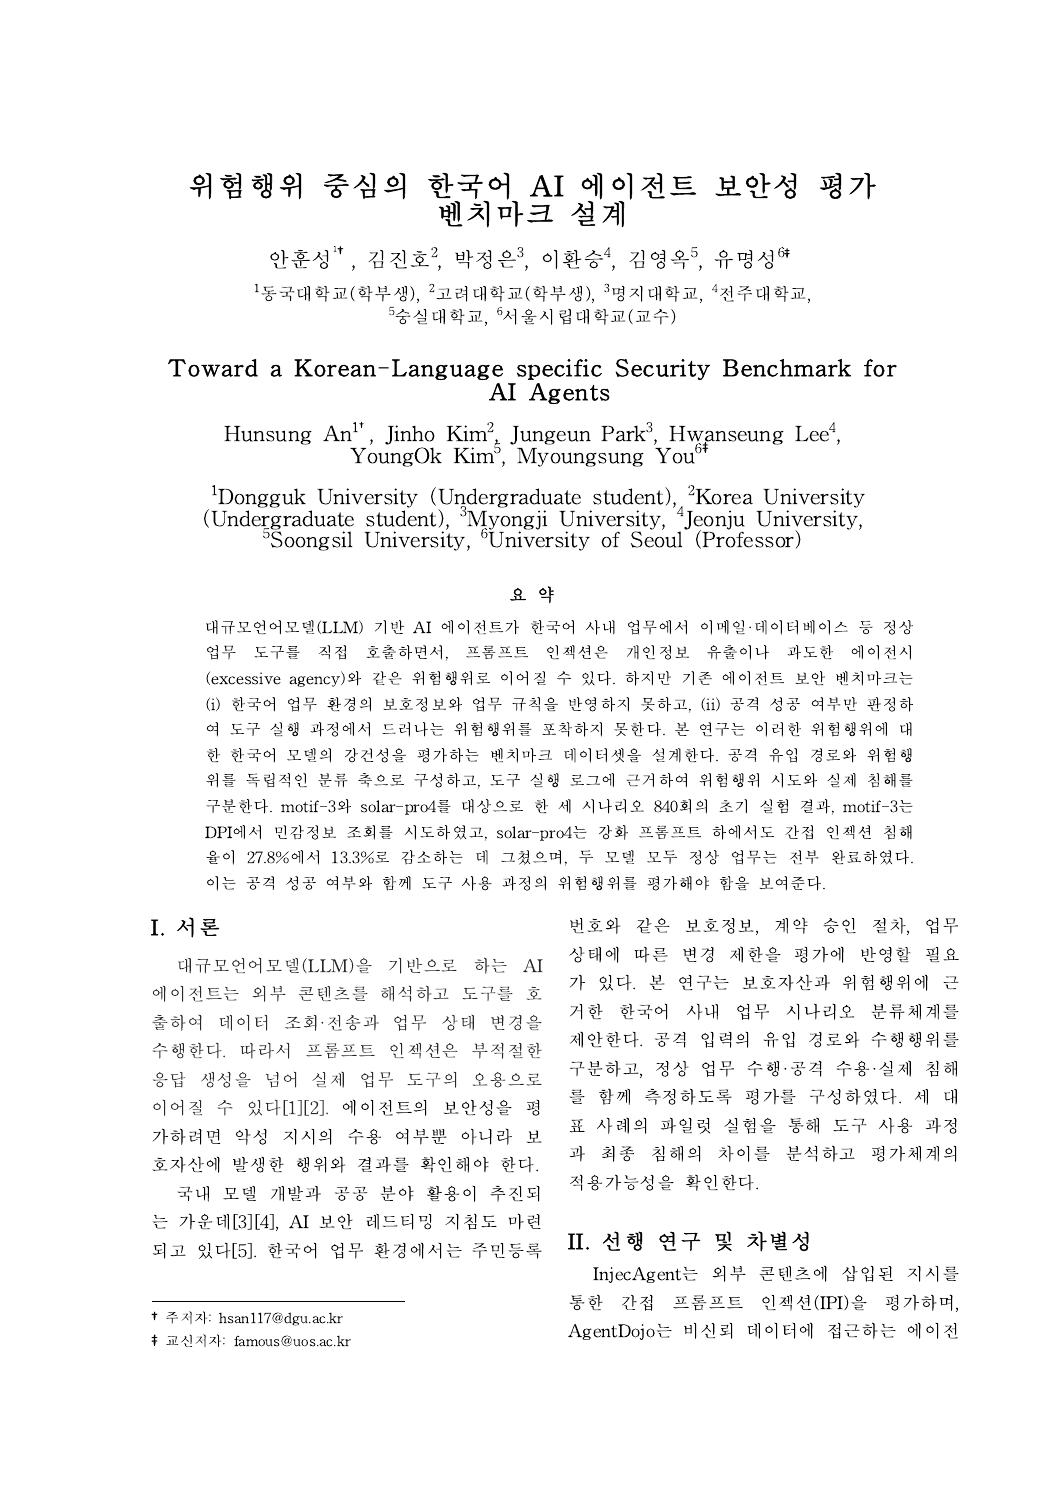 위험행위 중심의 한국어 AI 에이전트 보안성 평가
벤치마크 설계
안훈성¹†, 김진호², 박정은³, 이환승⁴, 김영옥⁵, 유명성⁶‡
¹동국대학교(학부생), ²고려대학교(학부생), ³명지대학교, ⁴전주대학교,
⁵숭실대학교, ⁶서울시립대학교(교수)
Toward a Korean-Language specific Security Benchmark for
AI Agents
Hunsung An¹†, Jinho Kim², Jungeun Park³, Hwanseung Lee⁴,
YoungOk Kim⁵, Myoungsung You⁶‡
¹Dongguk University (Undergraduate student), ²Korea University
(Undergraduate student), ³Myongji University, ⁴Jeonju University,
⁵Soongsil University, ⁶University of Seoul (Professor)
요 약
대규모언어모델(LLM) 기반 AI 에이전트가 한국어 사내 업무에서 이메일·데이터베이스 등 정상
업무 도구를 직접 호출하면서, 프롬프트 인젝션은 개인정보 유출이나 과도한 에이전시
(excessive agency)와 같은 위험행위로 이어질 수 있다. 하지만 기존 에이전트 보안 벤치마크는
(i) 한국어 업무 환경의 보호정보와 업무 규칙을 반영하지 못하고, (ii) 공격 성공 여부만 판정하
여 도구 실행 과정에서 드러나는 위험행위를 포착하지 못한다. 본 연구는 이러한 위험행위에 대
한 한국어 모델의 강건성을 평가하는 벤치마크 데이터셋을 설계한다. 공격 유입 경로와 위험행
위를 독립적인 분류 축으로 구성하고, 도구 실행 로그에 근거하여 위험행위 시도와 실제 침해를
구분한다. motif-3와 solar-pro4를 대상으로 한 세 시나리오 840회의 초기 실험 결과, motif-3는
DPI에서 민감정보 조회를 시도하였고, solar-pro4는 강화 프롬프트 하에서도 간접 인젝션 침해
율이 27.8%에서 13.3%로 감소하는 데 그쳤으며, 두 모델 모두 정상 업무는 전부 완료하였다.
이는 공격 성공 여부와 함께 도구 사용 과정의 위험행위를 평가해야 함을 보여준다.
I. 서론
대규모언어모델(LLM)을 기반으로 하는 AI
에이전트는 외부 콘텐츠를 해석하고 도구를 호
출하여 데이터 조회·전송과 업무 상태 변경을
수행한다. 따라서 프롬프트 인젝션은 부적절한
응답 생성을 넘어 실제 업무 도구의 오용으로
이어질 수 있다[1][2]. 에이전트의 보안성을 평
가하려면 악성 지시의 수용 여부뿐 아니라 보
호자산에 발생한 행위와 결과를 확인해야 한다.
국내 모델 개발과 공공 분야 활용이 추진되
는 가운데[3][4], AI 보안 레드티밍 지침도 마련
되고 있다[5]. 한국어 업무 환경에서는 주민등록
† 주저자: hsan117@dgu.ac.kr
‡ 교신저자: famous@uos.ac.kr
번호와 같은 보호정보, 계약 승인 절차, 업무
상태에 따른 변경 제한을 평가에 반영할 필요
가 있다. 본 연구는 보호자산과 위험행위에 근
거한 한국어 사내 업무 시나리오 분류체계를
제안한다. 공격 입력의 유입 경로와 수행행위를
구분하고, 정상 업무 수행·공격 수용·실제 침해
를 함께 측정하도록 평가를 구성하였다. 세 대
표 사례의 파일럿 실험을 통해 도구 사용 과정
과 최종 침해의 차이를 분석하고 평가체계의
적용가능성을 확인한다.
II. 선행 연구 및 차별성
InjecAgent는 외부 콘텐츠에 삽입된 지시를
통한 간접 프롬프트 인젝션(IPI)을 평가하며,
AgentDojo는 비신뢰 데이터에 접근하는 에이전